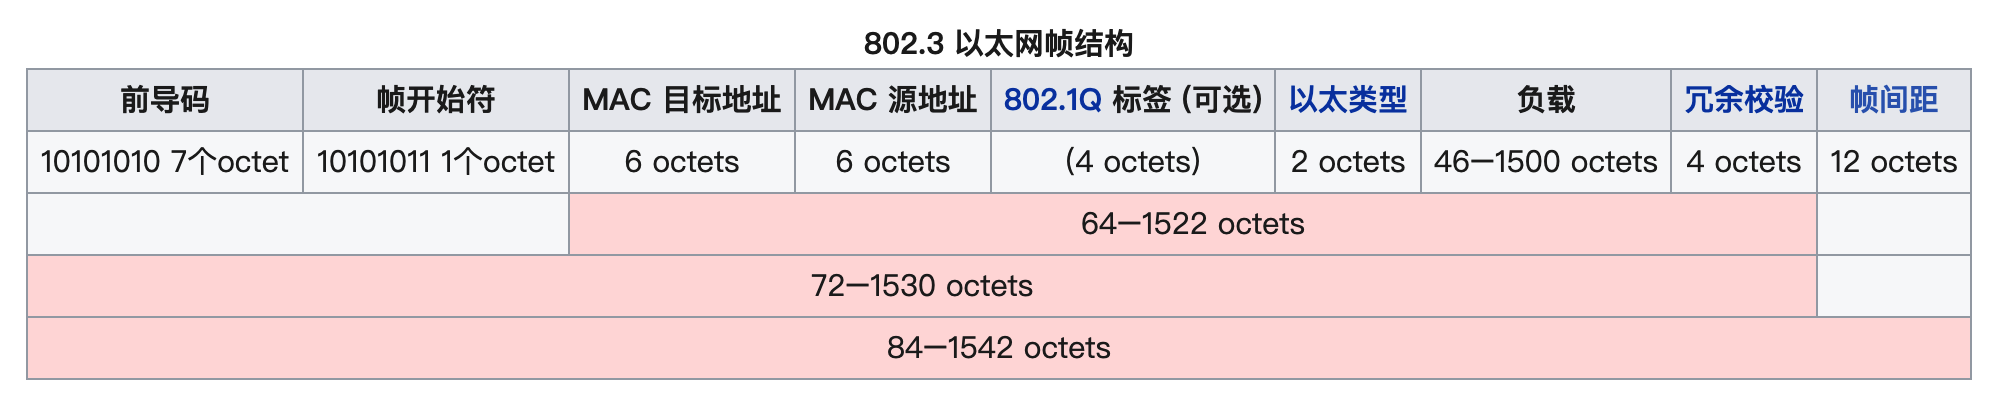 802.3 以太网帧结构
前导码 帧开始符 MAC 目标地址 MAC 源地址 802.1Q 标签 (可选) 以太类型 负载 冗余校验 帧间距
10101010 7个octet 10101011 1个octet 6 octets 6 octets (4 octets) 2 octets 46–1500 octets 4 octets 12 octets
64–1522 octets
72–1530 octets
84–1542 octets